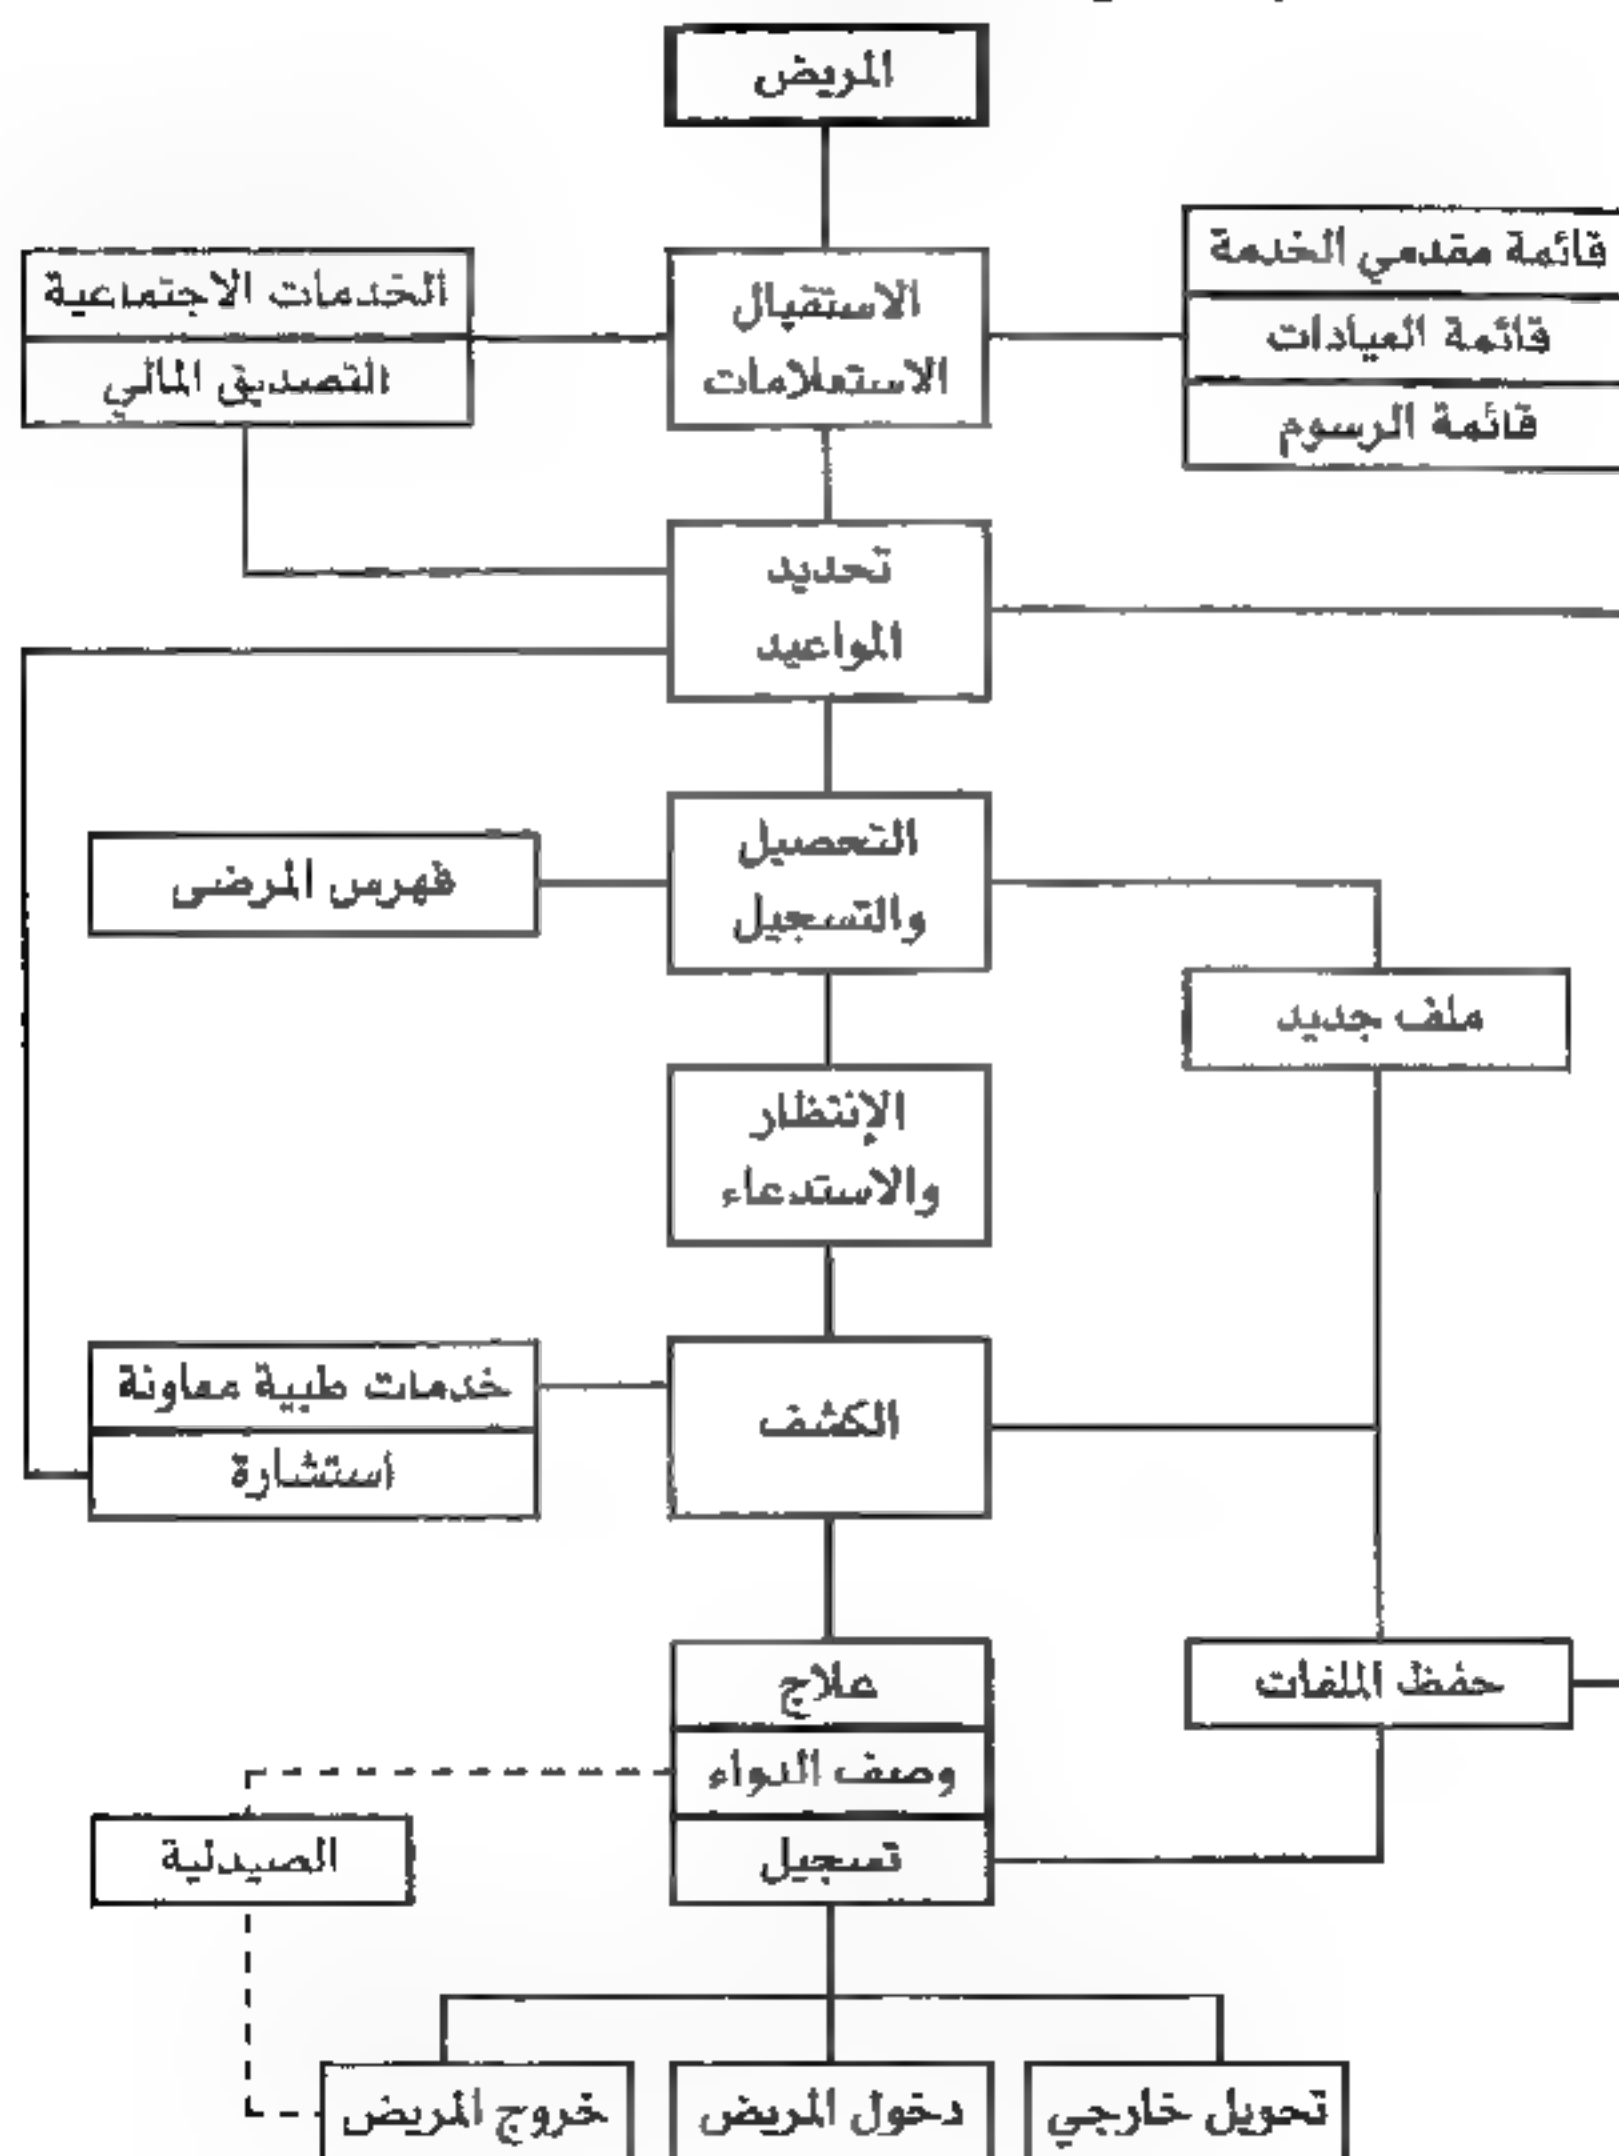 المريض
قائمة مقدمي الخدمة
قائمة العيادات
قائمة الرسوم
الاستقبال
الاستعلامات
الخدمات الاجتماعية
التصديق المالي
تحديد
المواعيد
التحصيل
والتسجيل
فهرس المرضى
ملف جديد
الإنتظار
والاستدعاء
الكشف
خدمات طبية معاونة
استشارة
حفظ الملفات
علاج
وصف الدواء
تسجيل
الصيدلية
تحويل خارجي
دخول المريض
خروج المريض